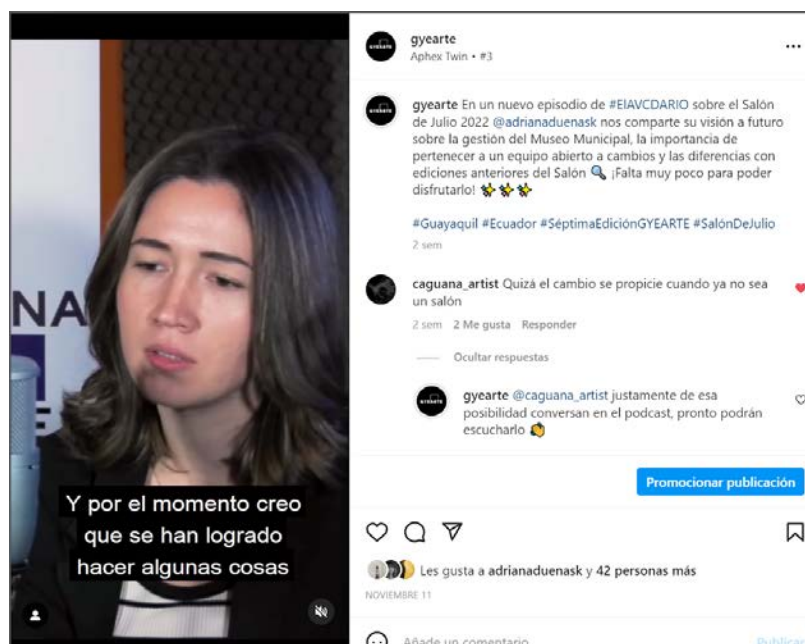 NA
F
Y por el momento creo
que se han logrado
hacer algunas cosas
GYEARTE
gyearte
Aphex Twin • #3
GYEARTE
gyearte En un nuevo episodio de #ElAVCDARIO sobre el Salón
de Julio 2022 @adrianaduenask nos comparte su visión a futuro
sobre la gestión del Museo Municipal, la importancia de
pertenecer a un equipo abierto a cambios y las diferencias con
ediciones anteriores del Salón 🔍 ¡Falta muy poco para poder
disfrutarlo! ✨✨✨
#Guayaquil #Ecuador #SéptimaEdiciónGYEARTE #SalónDeJulio
2 sem
caguana_artist Quizá el cambio se propicie cuando ya no sea
un salón
2 sem 2 Me gusta Responder
Ocultar respuestas
GYEARTE
gyearte @caguana_artist justamente de esa
posibilidad conversan en el podcast, pronto podrán
escucharlo 👏
Promocionar publicación
Les gusta a adrianaduenask y 42 personas más
NOVIEMBRE 11
Añade un comentario
Publicar